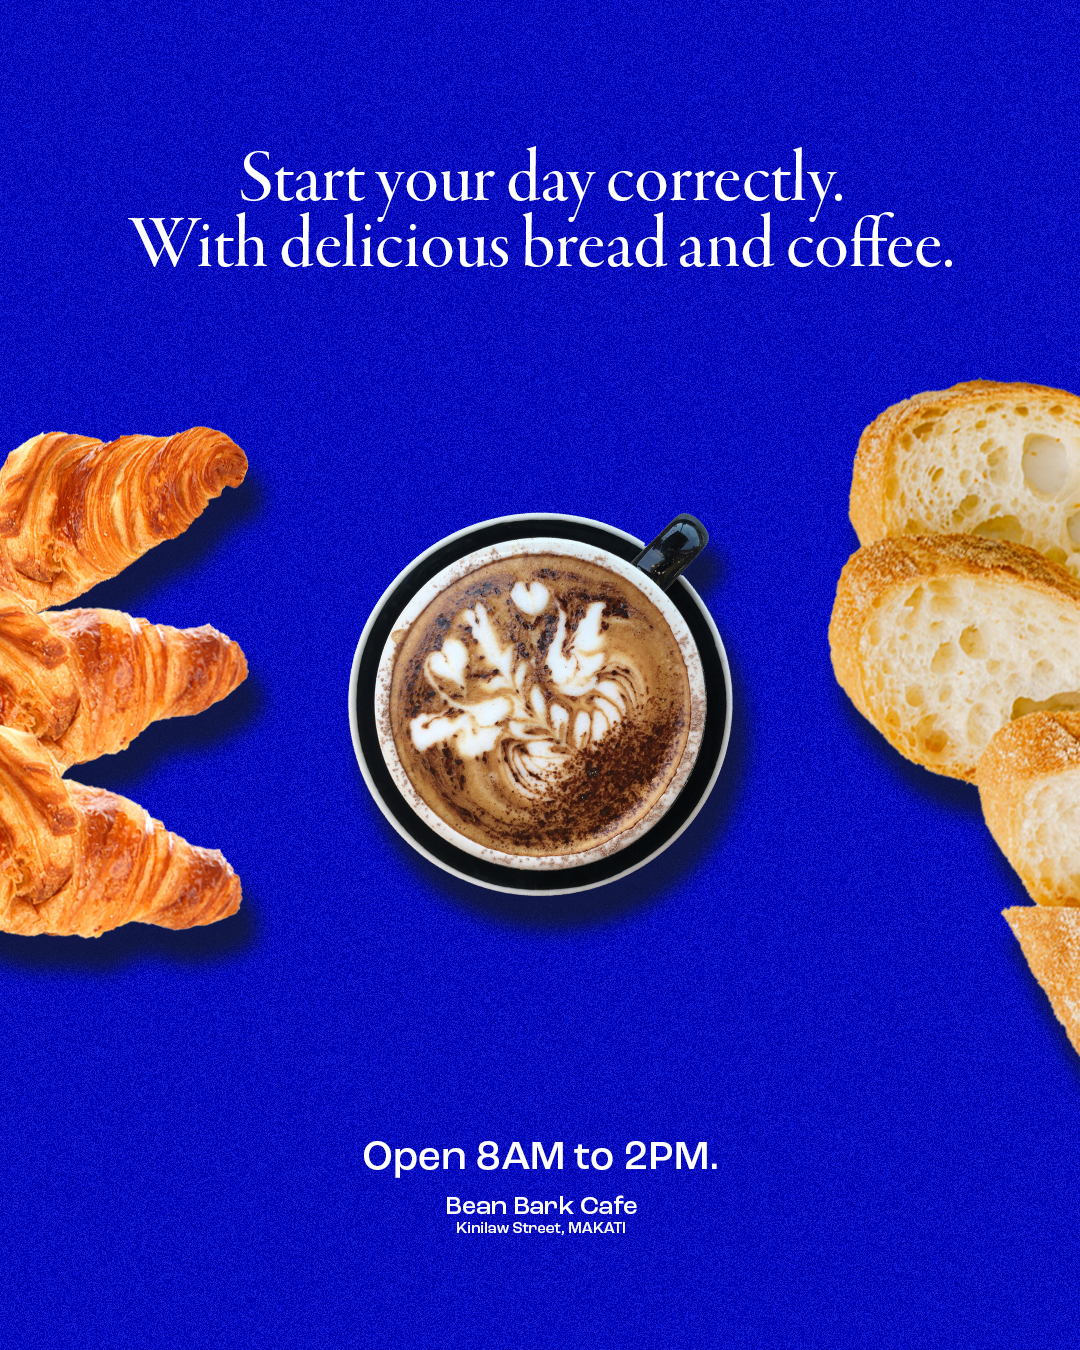 Start your day correctly.
With delicious bread and coffee.
Open 8AM to 2PM.
Bean Bark Cafe
Kinilaw Street, MAKATI